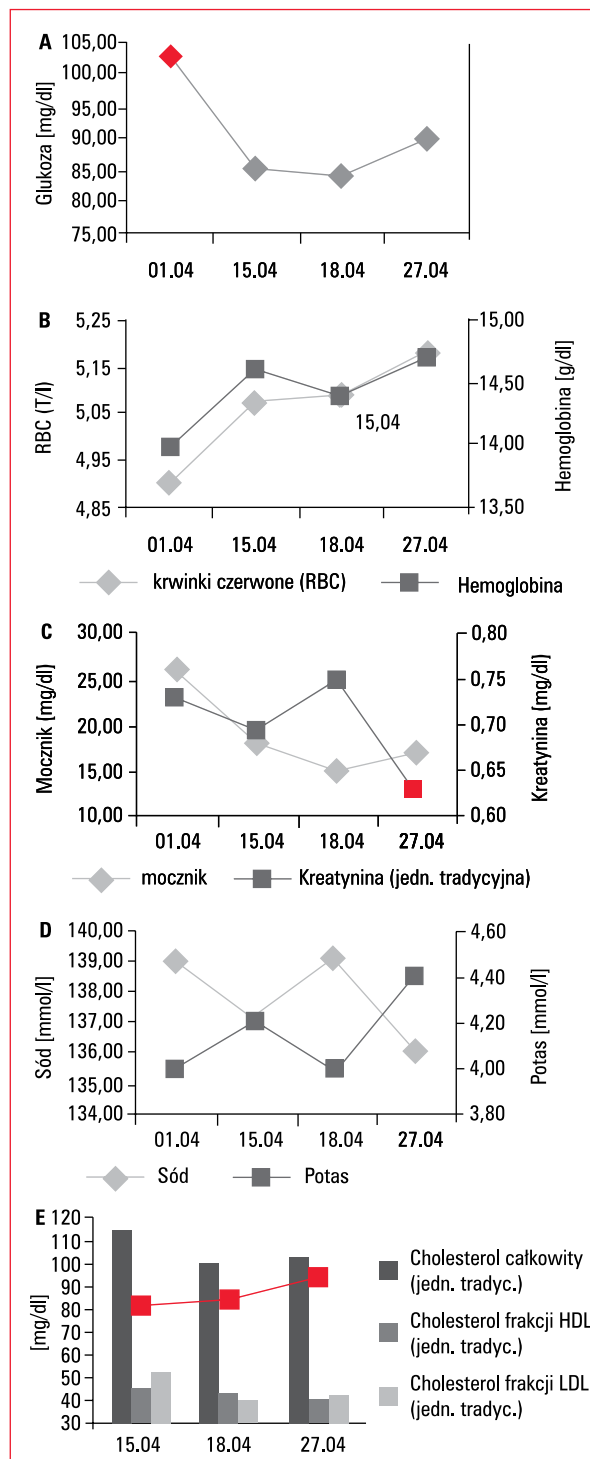 A
Glukoza [mg/dl]
105,00
100,00
95,00
90,00
85,00
80,00
75,00
01.04 15.04 18.04 27.04
B
RBC (T/l)
5,25
5,15
5,05
4,95
4,85
15,00
14,50
14,00
13,50
Hemoglobina [g/dl]
15,04
01.04 15.04 18.04 27.04
krwinki czerwone (RBC) Hemoglobina
C
Mocznik (mg/dl]
30,00
25,00
20,00
15,00
10,00
0,80
0,75
0,70
0,65
0,60
Kreatynina (mg/dl]
01.04 15.04 18.04 27.04
mocznik Kreatynina (jedn. tradycyjna)
D
Sód [mmol/l]
140,00
139,00
138,00
137,00
136,00
135,00
134,00
4,60
4,40
4,20
4,00
3,80
Potas [mmol/l]
01.04 15.04 18.04 27.04
Sód Potas
E
[mg/dl]
120
110
100
90
80
70
60
50
40
30
15.04 18.04 27.04
Cholesterol całkowity
(jedn. tradyc.)
Cholesterol frakcji HDL
(jedn. tradyc.)
Cholesterol frakcji LDL
(jedn. tradyc.)